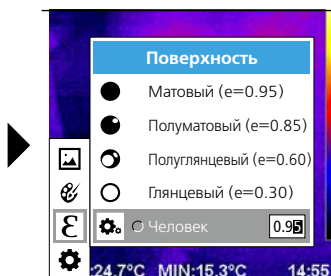 Поверхность
Матовый (e=0.95)
Полуматовый (e=0.85)
Полуглянцевый (e=0.60)
Глянцевый (e=0.30)
ε
Человек 0.95
:24.7°C MIN:15.3°C 14:55